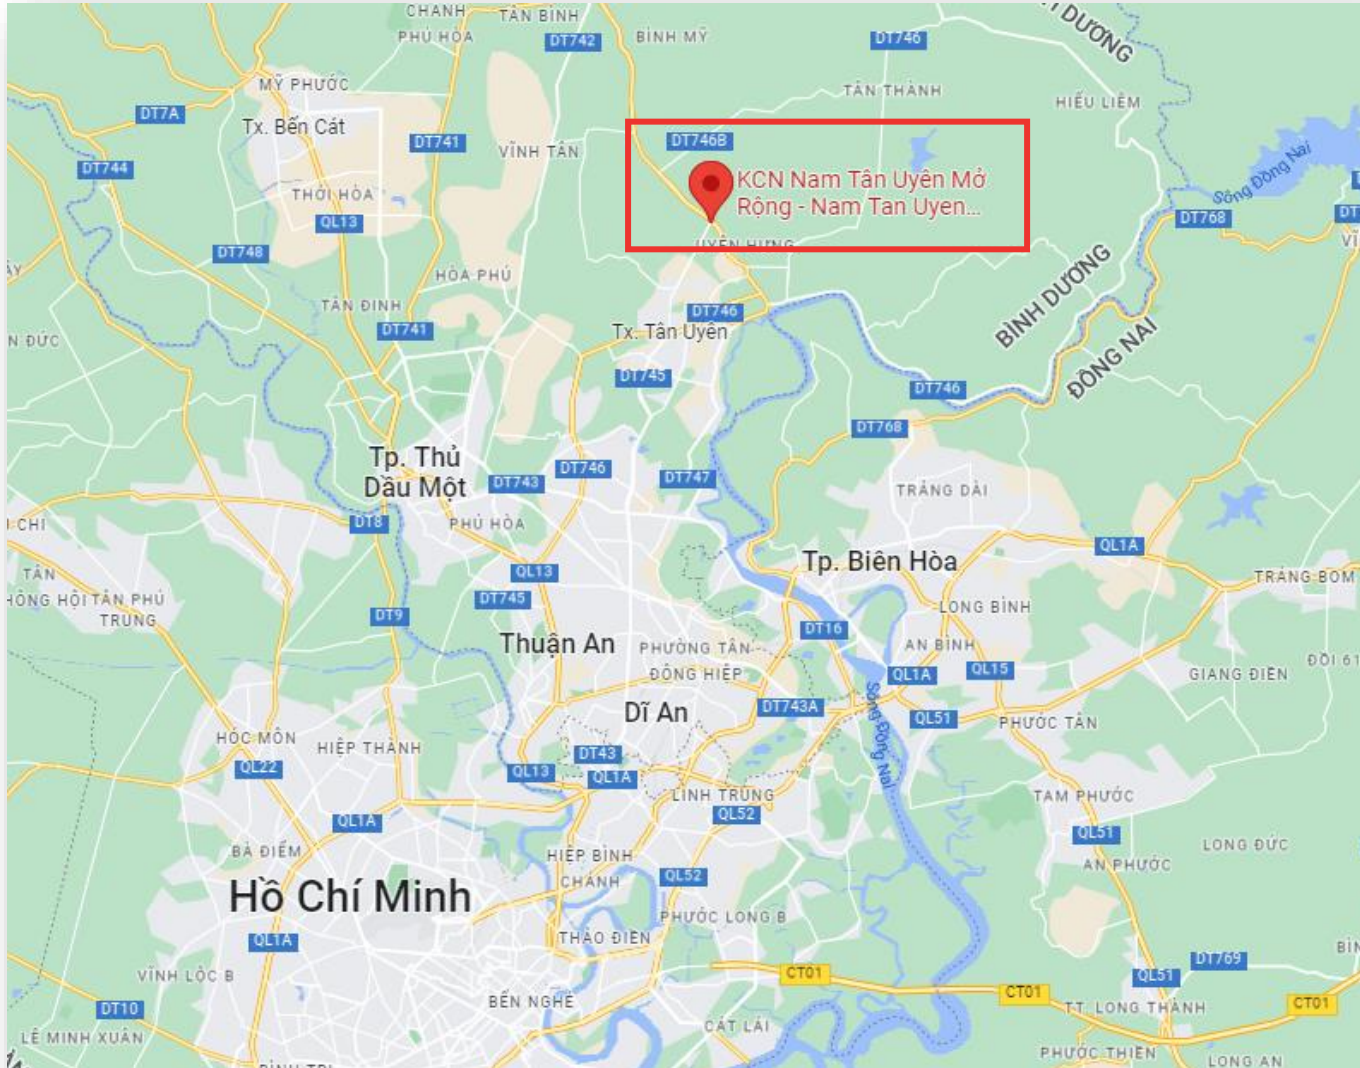 CHANH
TÂN BÌNH
DƯƠNG
PHÚ HÒA
DT742
BÌNH MỸ
DT746
MỸ PHƯỚC
TÂN THÀNH
HIẾU LIÊM
DT7A
Tx. Bến Cát
DT741
VĨNH TÂN
DT746B
Sông Đồng Nai
DT744
KCN Nam Tân Uyên Mở
Rộng - Nam Tan Uyen...
THỚI HÒA
QL13
DT768
UYÊN HƯNG
DT748
HÒA PHÚ
BÌNH DƯƠNG
TÂN ĐỊNH
DT741
DT746
Tx. Tân Uyên
N ĐỨC
ĐỒNG NAI
DT745
DT746
DT768
Tp. Thủ
Dầu Một
DT743
DT746
DT747
TRẢNG DÀI
DT8
PHÚ HÒA
CHI
QL1A
Tp. Biên Hòa
QL13
TÂN
TRẢNG BOM
HÔNG HỘI
TÂN PHÚ
TRUNG
DT745
LONG BÌNH
DT9
DT16
Thuận An
PHƯỜNG TÂN
ĐÔNG HIỆP
AN BÌNH
QL1A
QL15
GIANG ĐIỀN
ĐỒI 61
Dĩ An
DT743A
Sông Đồng Nai
QL51
PHƯỚC TÂN
HÓC MÔN
HIỆP THÀNH
QL22
DT43
QL13
QL1A
LINH TRUNG
TAM PHƯỚC
QL52
QL1A
QL51
LONG ĐỨC
BÀ ĐIỂM
HIỆP BÌNH
CHÁNH
AN PHƯỚC
QL52
Hồ Chí Minh
PHƯỚC LONG B
QL1A
THẢO ĐIỀN
DT769
VĨNH LỘC B
CT01
QL51
BẾN NGHÉ
CT01
CT01
DT10
TT. LONG THÀNH
CÁT LÁI
LÊ MINH XUÂN
PHƯỚC THIỀN
LONG AN